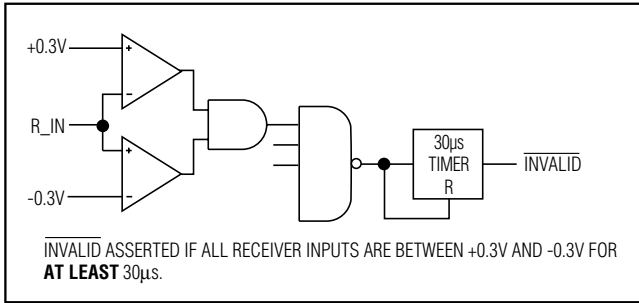 +0.3V
R_IN
-0.3V
30µs
TIMER
R
INVALID
INVALID ASSERTED IF ALL RECEIVER INPUTS ARE BETWEEN +0.3V AND -0.3V FOR
AT LEAST 30µs.